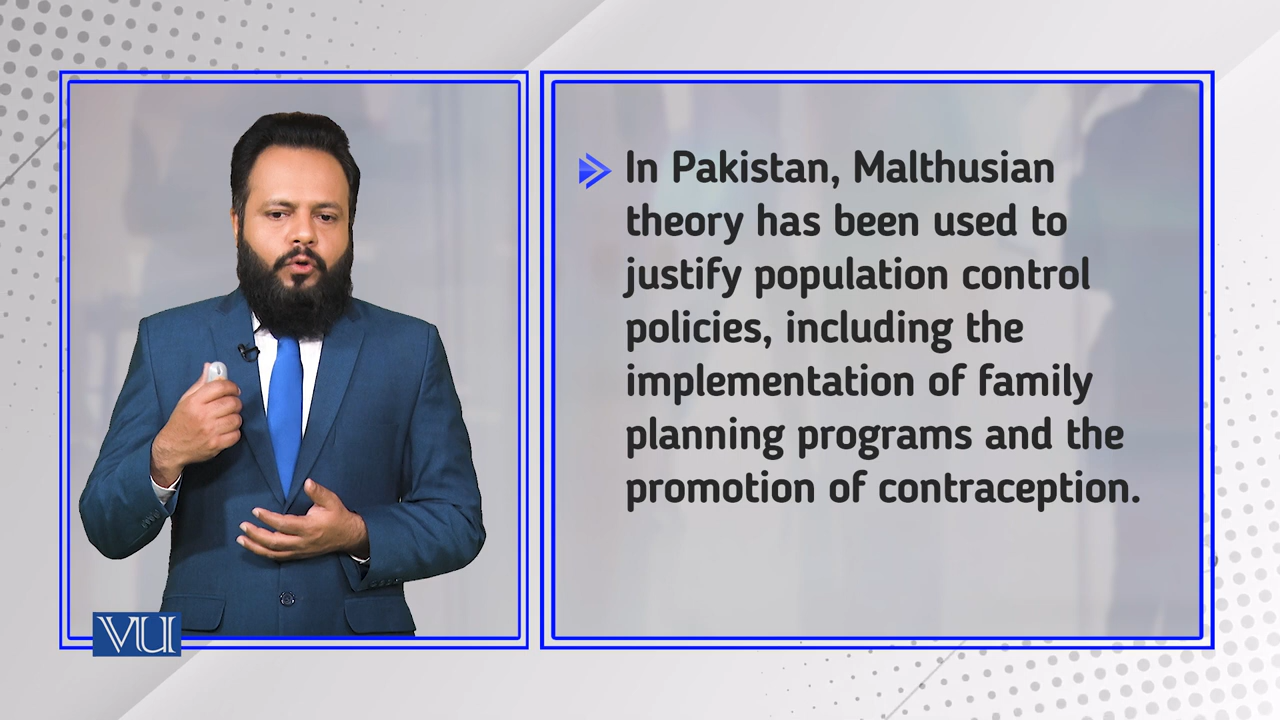 In Pakistan, Malthusian
theory has been used to
justify population control
policies, including the
implementation of family
planning programs and the
promotion of contraception.
VU